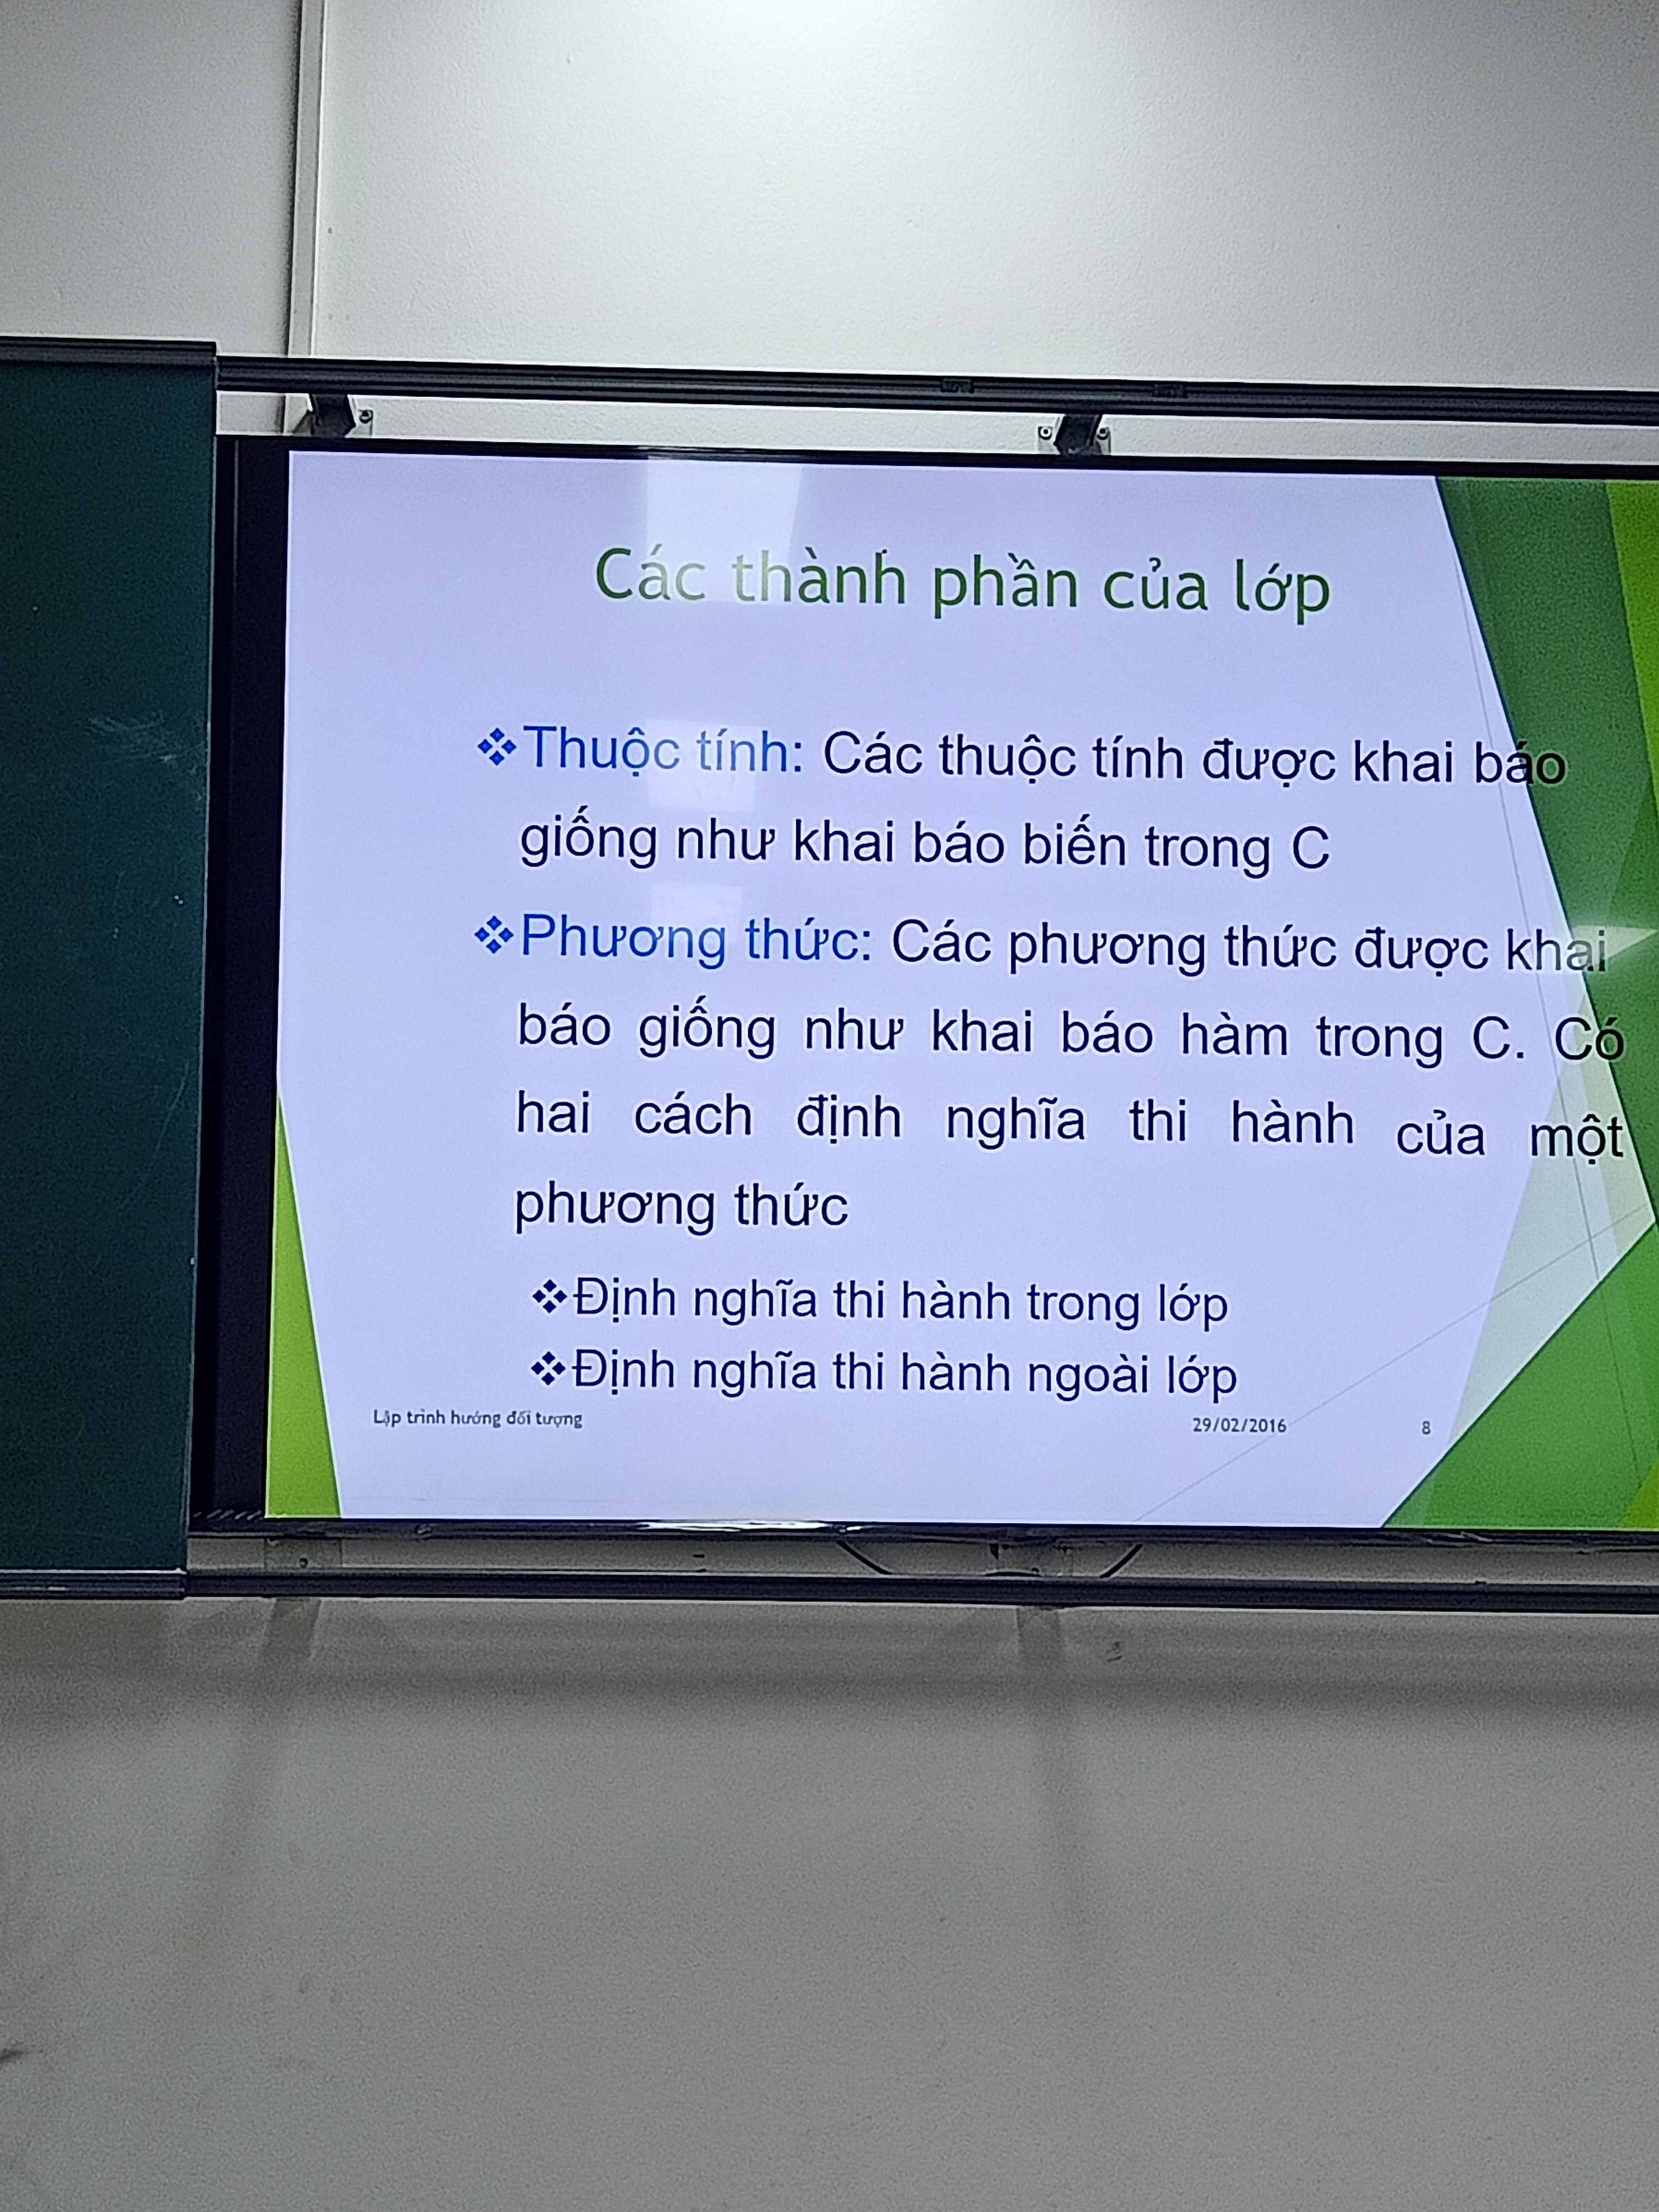 Các thành phần của lớp
❖Thuộc tính: Các thuộc tính được khai báo
giống như khai báo biến trong C
❖Phương thức: Các phương thức được khai
báo giống như khai báo hàm trong C. Có
hai cách định nghĩa thi hành của một
phương thức
❖Định nghĩa thi hành trong lớp
❖Định nghĩa thi hành ngoài lớp
Lập trình hướng đối tượng 29/02/2016 8